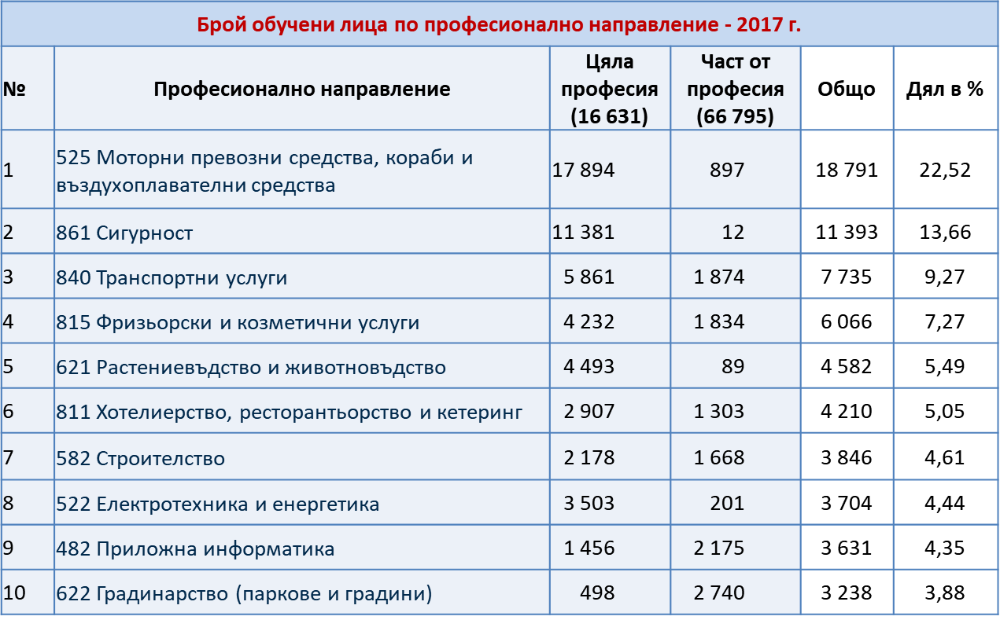 Брой обучени лица по професионално направление - 2017 г.
№ Професионално направление Цяла професия (16 631) Част от професия (66 795) Общо Дял в %
1 525 Моторни превозни средства, кораби и въздухоплавателни средства 17 894 897 18 791 22,52
2 861 Сигурност 11 381 12 11 393 13,66
3 840 Транспортни услуги 5 861 1 874 7 735 9,27
4 815 Фризьорски и козметични услуги 4 232 1 834 6 066 7,27
5 621 Растениевъдство и животновъдство 4 493 89 4 582 5,49
6 811 Хотелиерство, ресторантьорство и кетеринг 2 907 1 303 4 210 5,05
7 582 Строителство 2 178 1 668 3 846 4,61
8 522 Електротехника и енергетика 3 503 201 3 704 4,44
9 482 Приложна информатика 1 456 2 175 3 631 4,35
10 622 Градинарство (паркове и градини) 498 2 740 3 238 3,88